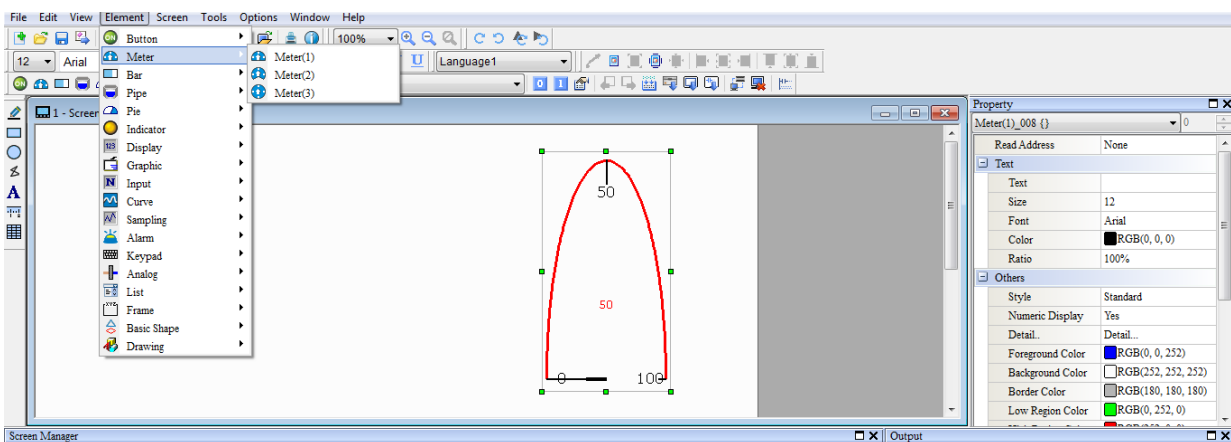 File Edit View Element Screen Tools Options Window Help
100%
12 Arial U Language1
Button
Meter
Bar
Pipe
Pie
Indicator
Display
Graphic
Input
Curve
Sampling
Alarm
Keypad
Analog
List
Frame
Basic Shape
Drawing
Meter(1)
Meter(2)
Meter(3)
1 - Screen
50
50
0 100
Property
Meter(1)_008 {} 0
Read Address None
Text
Text
Size 12
Font Arial
Color RGB(0, 0, 0)
Ratio 100%
Others
Style Standard
Numeric Display Yes
Detail.. Detail...
Foreground Color RGB(0, 0, 252)
Background Color RGB(252, 252, 252)
Border Color RGB(180, 180, 180)
Low Region Color RGB(0, 252, 0)
Screen Manager
Output